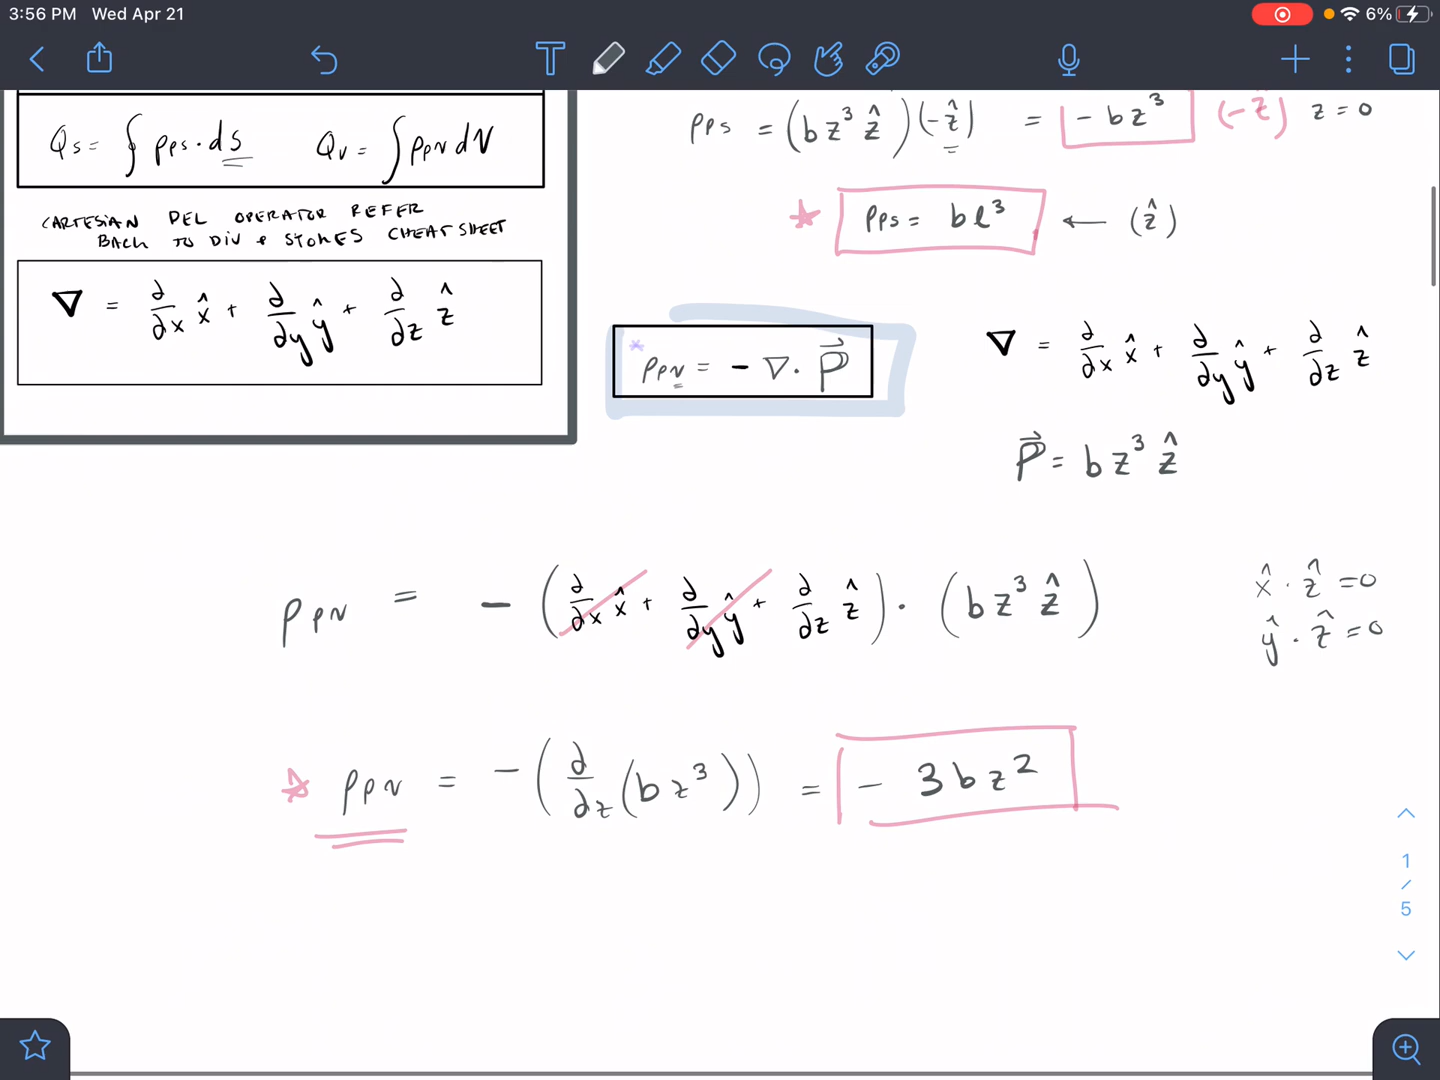 3:56 PM Wed Apr 21 6%
Qs = ∮ ρps · ds Qv = ∫ ρpv dV
CARTESIAN DEL OPERATOR REFER
BACK TO DIV & STOKES CHEAT SHEET
∇ = ∂/∂x x̂ + ∂/∂y ŷ + ∂/∂z ẑ
ρps = (bz³ ẑ)(-ẑ) = -bz³ (-ẑ) z = 0
ρps = bl³ ← (ẑ)
* ρpv = - ∇ · P⃗
∇ = ∂/∂x x̂ + ∂/∂y ŷ + ∂/∂z ẑ
P⃗ = bz³ ẑ
ρpv = - (∂/∂x x̂ + ∂/∂y ŷ + ∂/∂z ẑ) · (bz³ ẑ)
x̂ · ẑ = 0
ŷ · ẑ = 0
ρpv = -(∂/∂z (bz³)) = - 3bz²
1
/
5